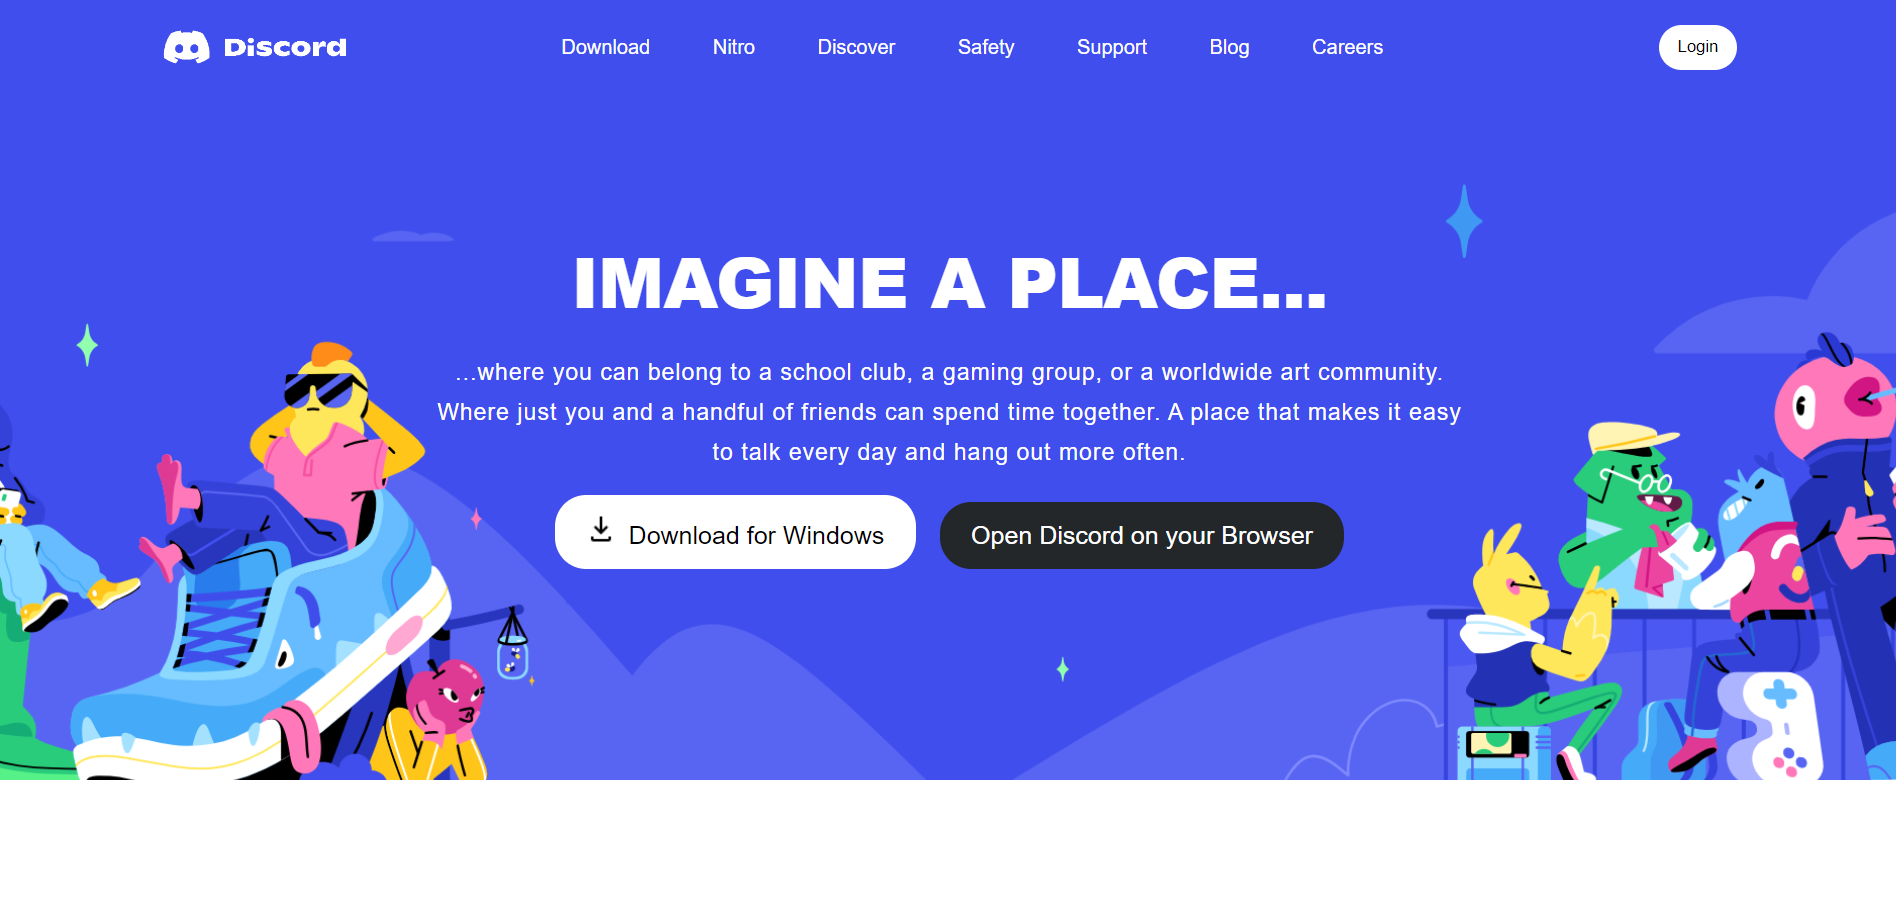 Discord
Download
Nitro
Discover
Safety
Support
Blog
Careers
Login
IMAGINE A PLACE...
...where you can belong to a school club, a gaming group, or a worldwide art community.
Where just you and a handful of friends can spend time together. A place that makes it easy
to talk every day and hang out more often.
Download for Windows
Open Discord on your Browser